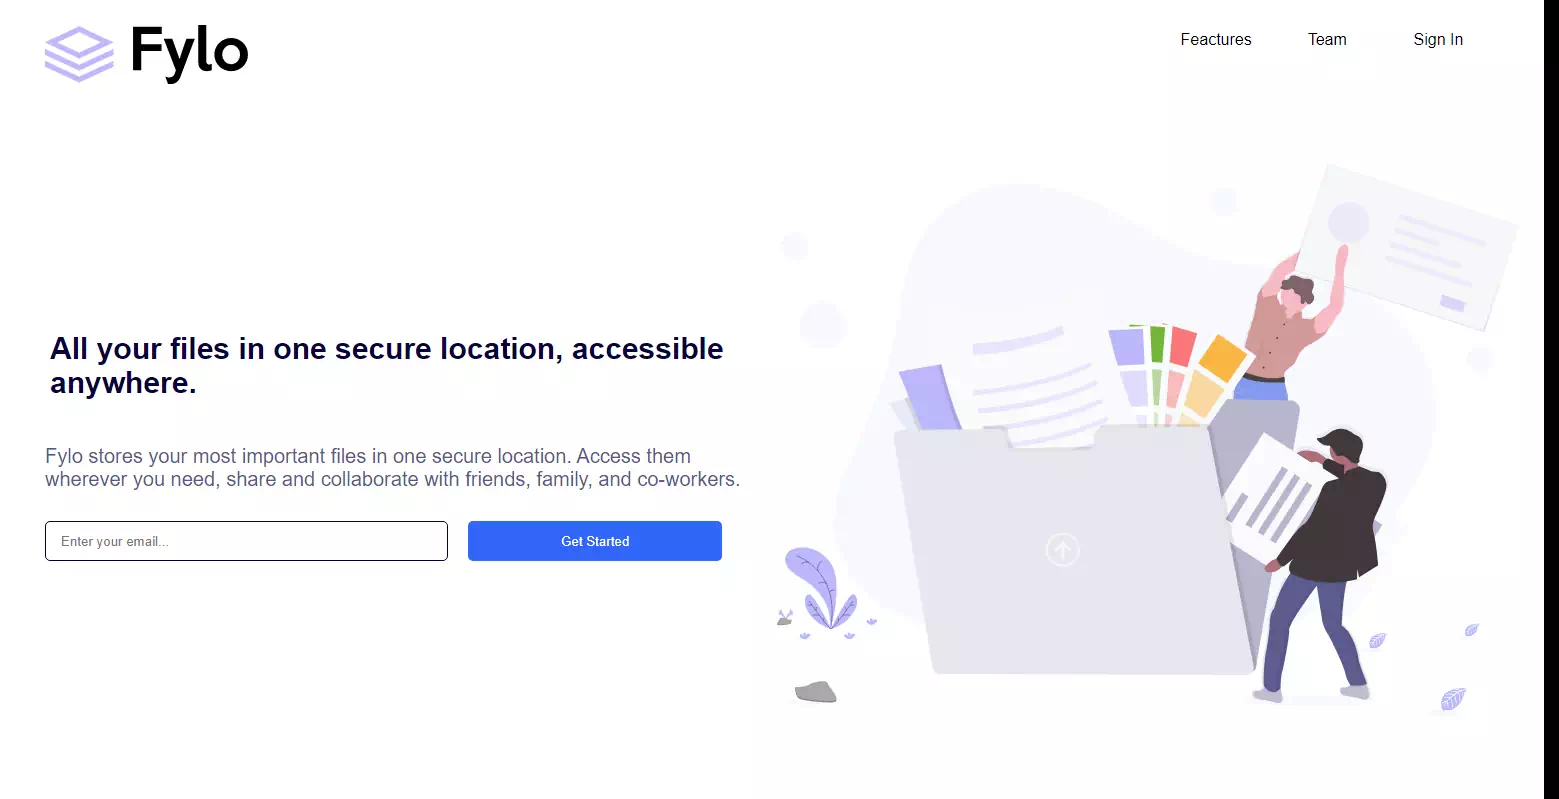 Fylo
Feactures
Team
Sign In
All your files in one secure location, accessible
anywhere.
Fylo stores your most important files in one secure location. Access them
wherever you need, share and collaborate with friends, family, and co-workers.
Enter your email...
Get Started